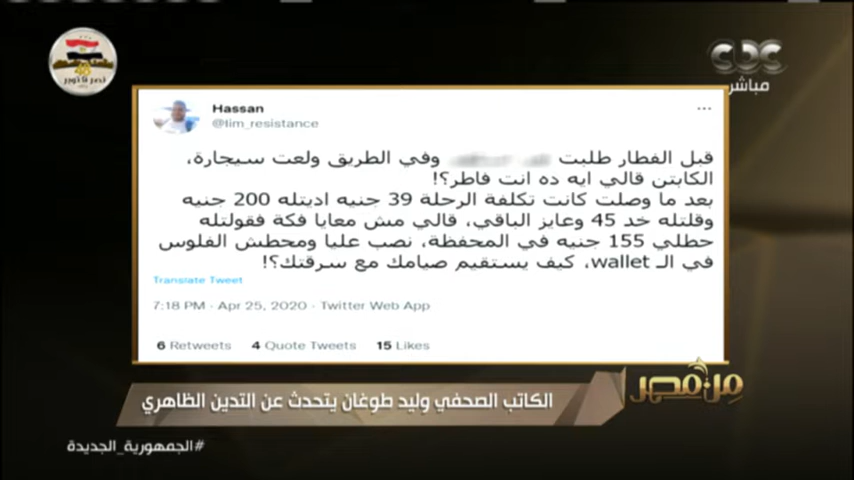 CBC
مباشر
Hassan
@lim_resistance
قبل الفطار طلبت وفي الطريق ولعت سيجارة،
الكابتن قالي ايه ده انت فاطر؟!
بعد ما وصلت كانت تكلفة الرحلة 39 جنيه اديتله 200 جنيه
وقلتله خد 45 وعايز الباقي، قالي مش معايا فكة فقولتله
حطلي 155 جنيه في المحفظة، نصب عليا ومحطش الفلوس
في الـ wallet، كيف يستقيم صيامك مع سرقتك؟!
Translate Tweet
7:18 PM · Apr 25, 2020 · Twitter Web App
6 Retweets 4 Quote Tweets 15 Likes
من مصر
الكاتب الصحفي وليد طوغان يتحدث عن التدين الظاهري
#الجمهورية_الجديدة